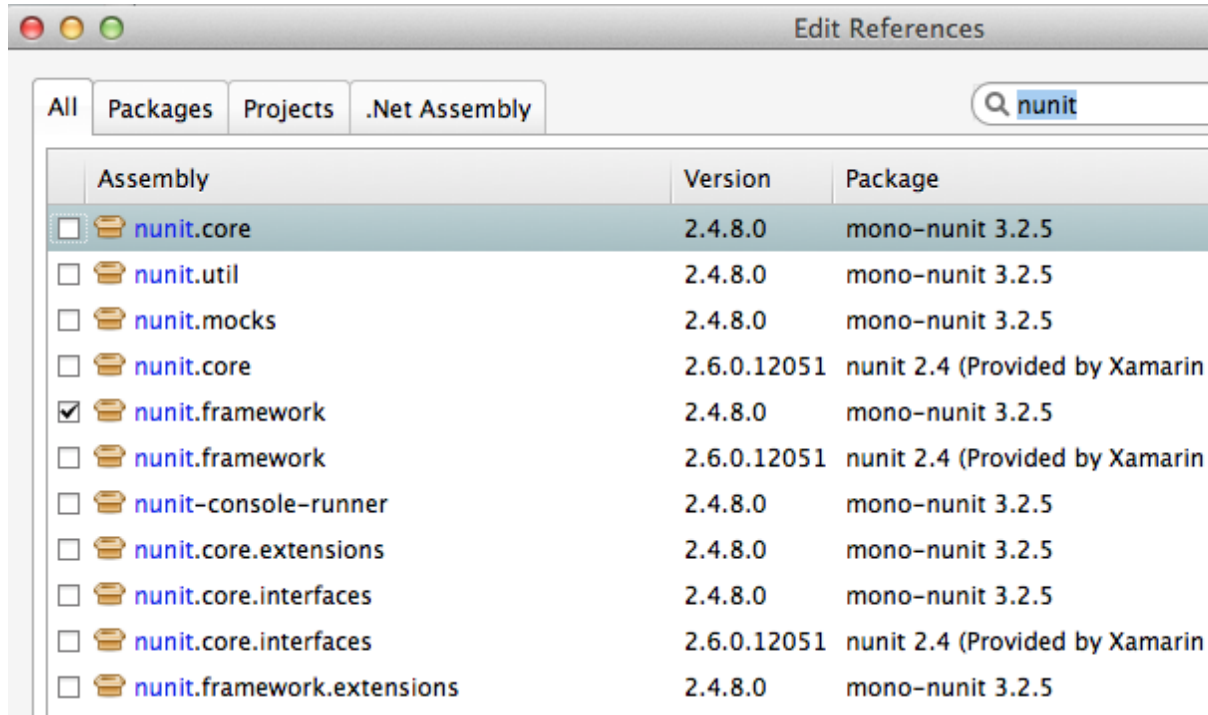 Edit References
All Packages Projects .Net Assembly nunit
Assembly Version Package
nunit.core 2.4.8.0 mono-nunit 3.2.5
nunit.util 2.4.8.0 mono-nunit 3.2.5
nunit.mocks 2.4.8.0 mono-nunit 3.2.5
nunit.core 2.6.0.12051 nunit 2.4 (Provided by Xamarin
nunit.framework 2.4.8.0 mono-nunit 3.2.5
nunit.framework 2.6.0.12051 nunit 2.4 (Provided by Xamarin
nunit-console-runner 2.4.8.0 mono-nunit 3.2.5
nunit.core.extensions 2.4.8.0 mono-nunit 3.2.5
nunit.core.interfaces 2.4.8.0 mono-nunit 3.2.5
nunit.core.interfaces 2.6.0.12051 nunit 2.4 (Provided by Xamarin
nunit.framework.extensions 2.4.8.0 mono-nunit 3.2.5